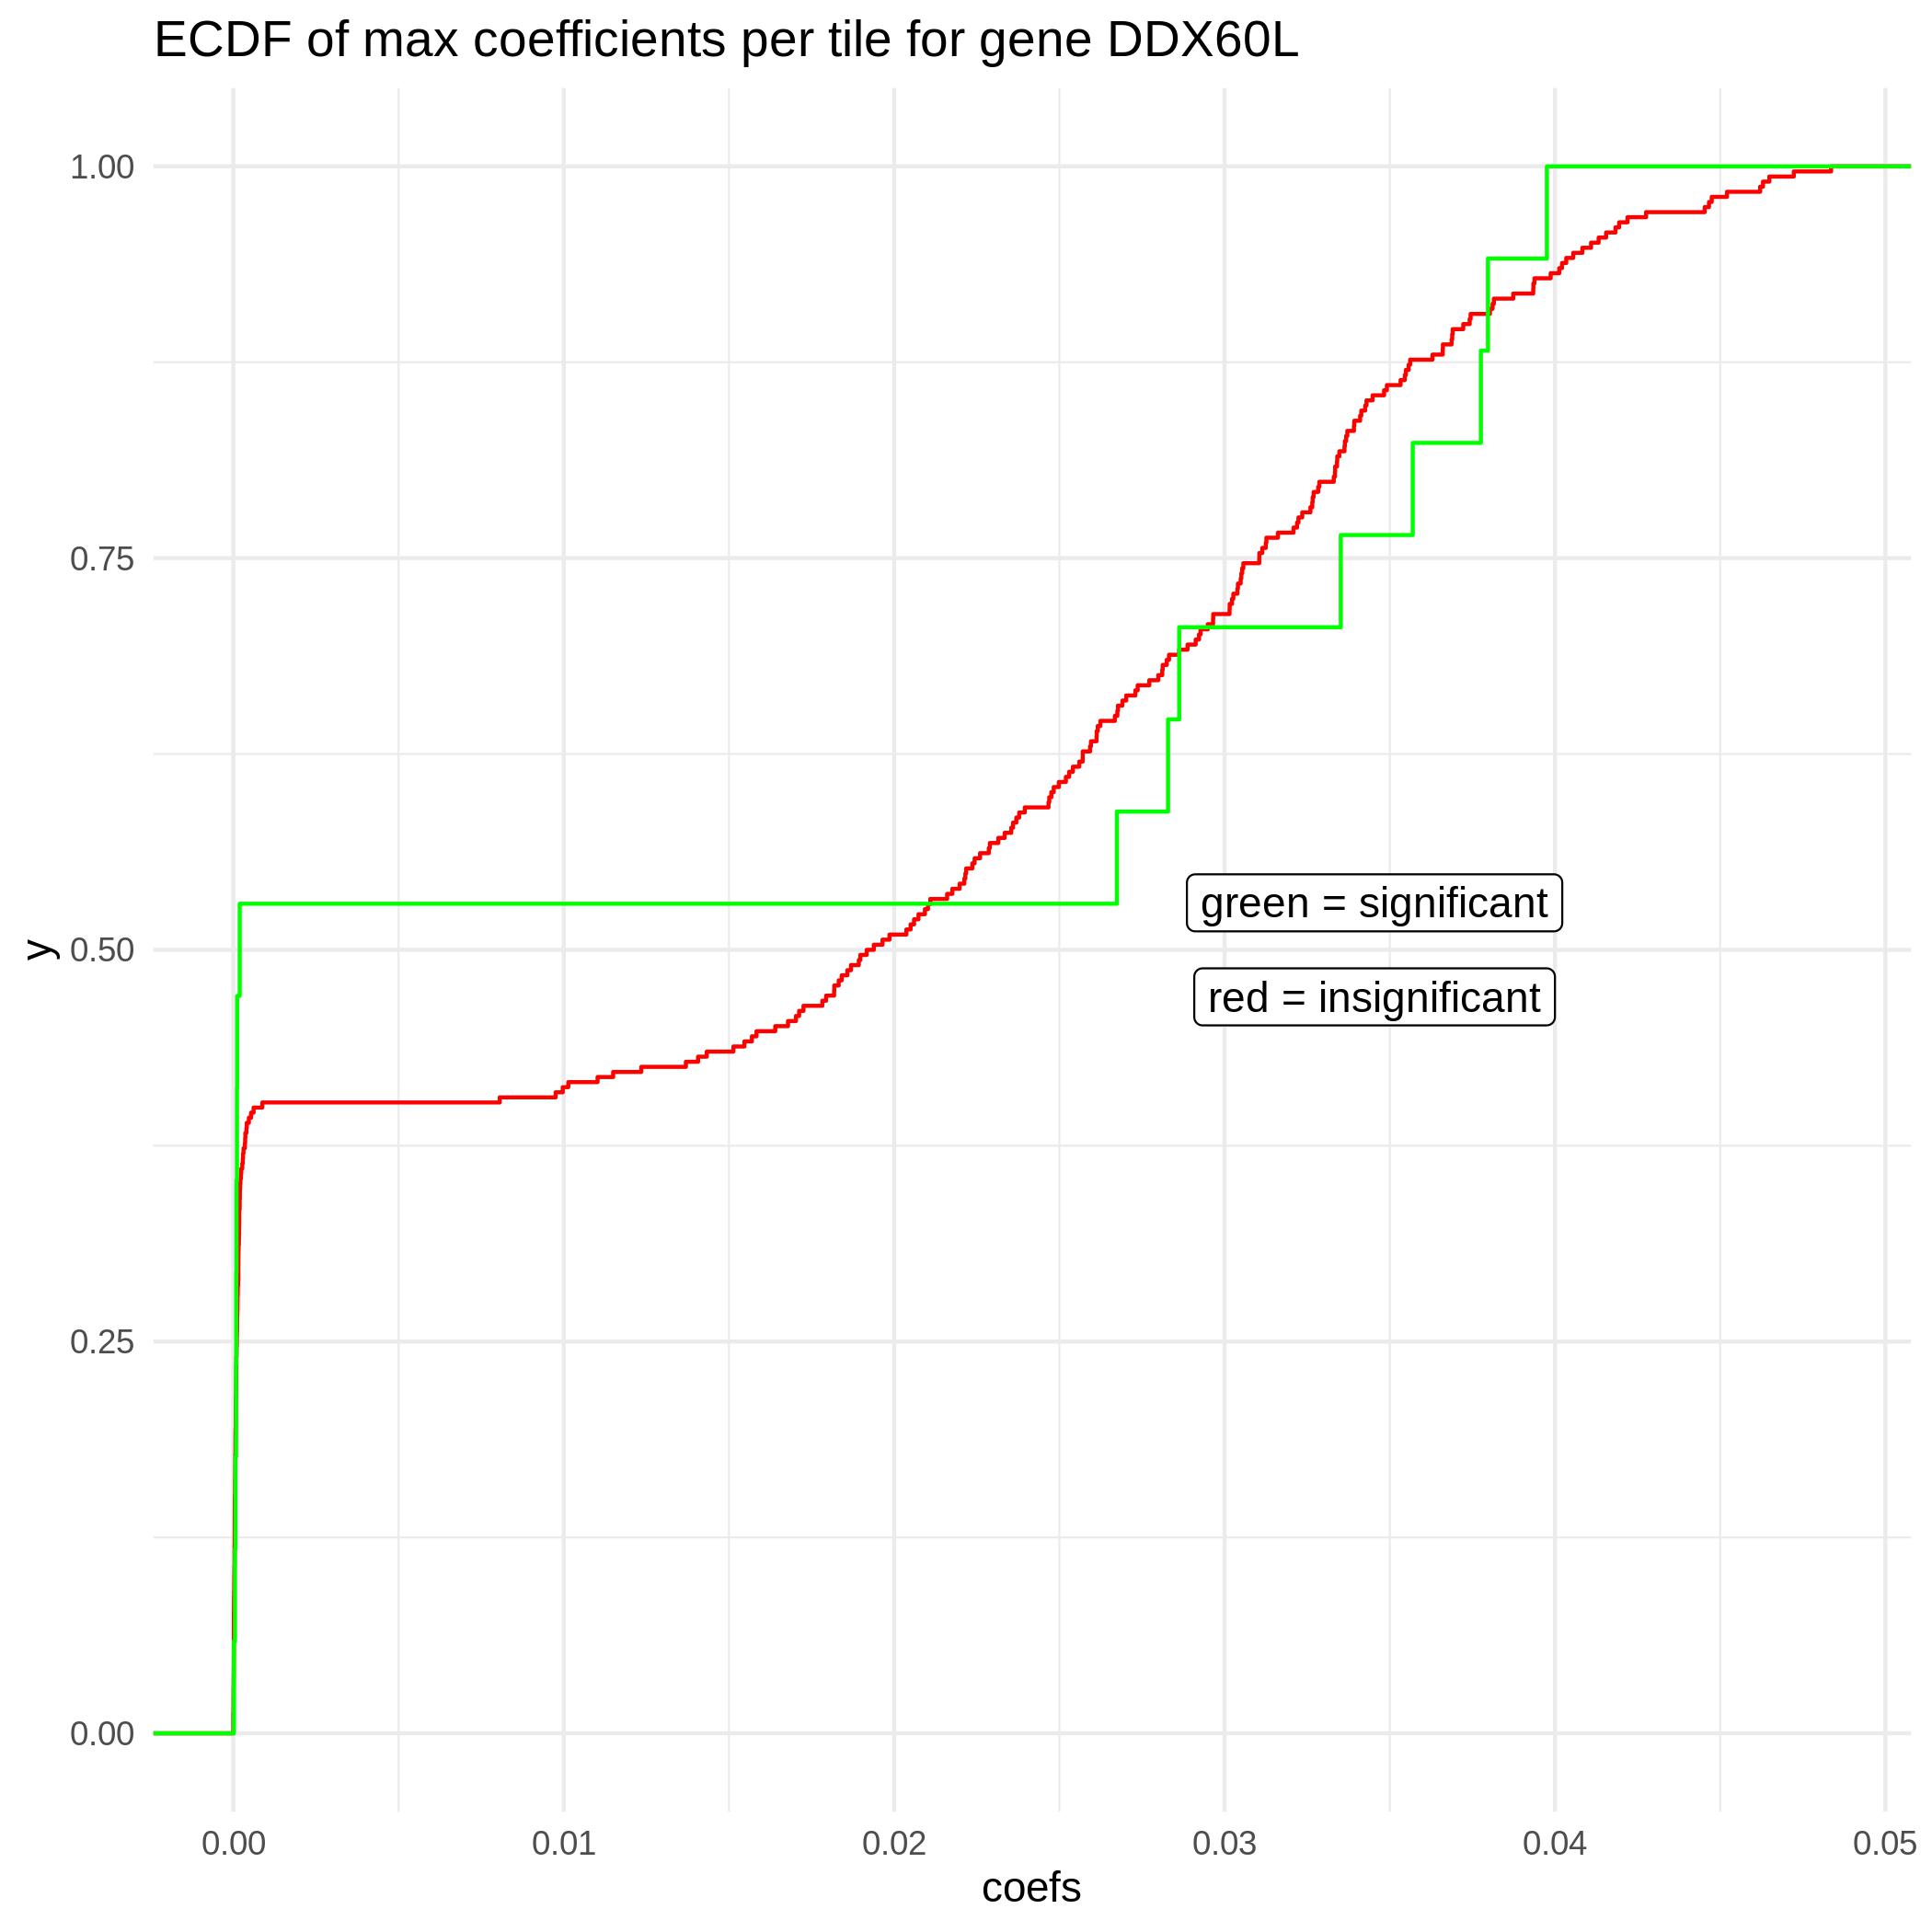 ECDF of max coefficients per tile for gene DDX60L
1.00
0.75
0.50
0.25
0.00
y
green = significant
red = insignificant
0.00 0.01 0.02 0.03 0.04 0.05
coefs